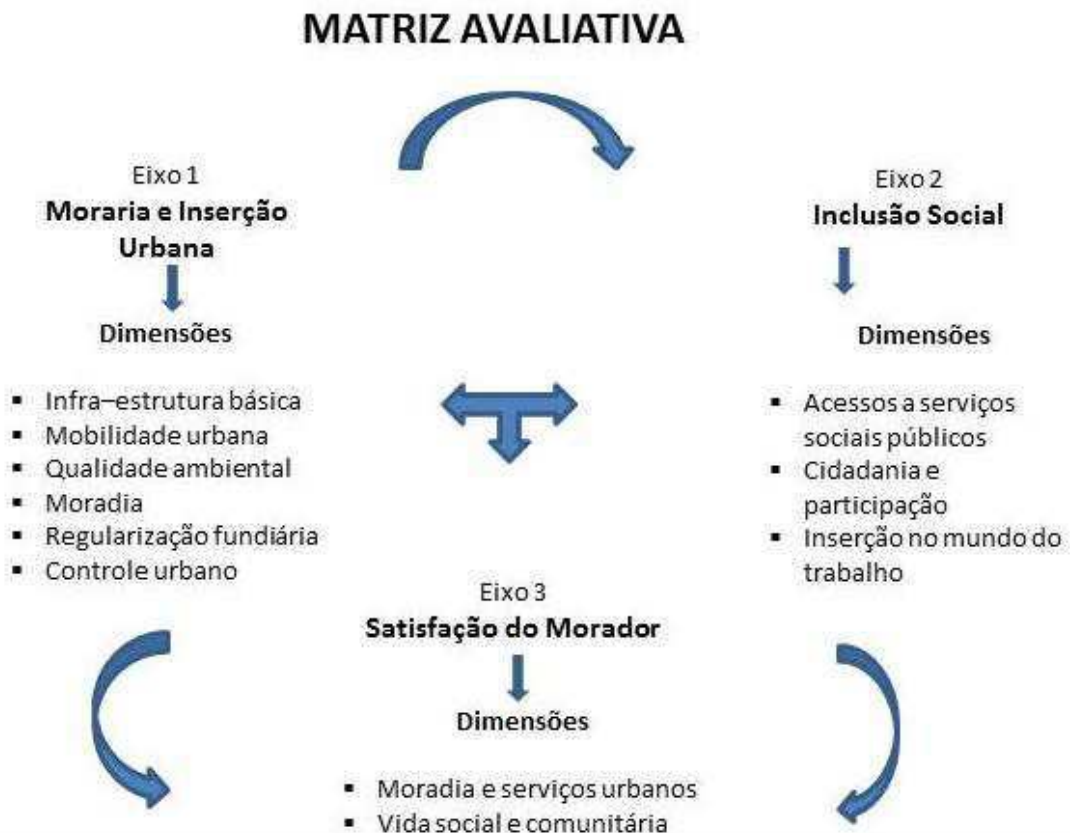 MATRIZ AVALIATIVA
Eixo 1
Moraria e Inserção
Urbana
Dimensões
▪ Infra–estrutura básica
▪ Mobilidade urbana
▪ Qualidade ambiental
▪ Moradia
▪ Regularização fundiária
▪ Controle urbano
Eixo 2
Inclusão Social
Dimensões
▪ Acessos a serviços
sociais públicos
▪ Cidadania e
participação
▪ Inserção no mundo do
trabalho
Eixo 3
Satisfação do Morador
Dimensões
▪ Moradia e serviços urbanos
▪ Vida social e comunitária